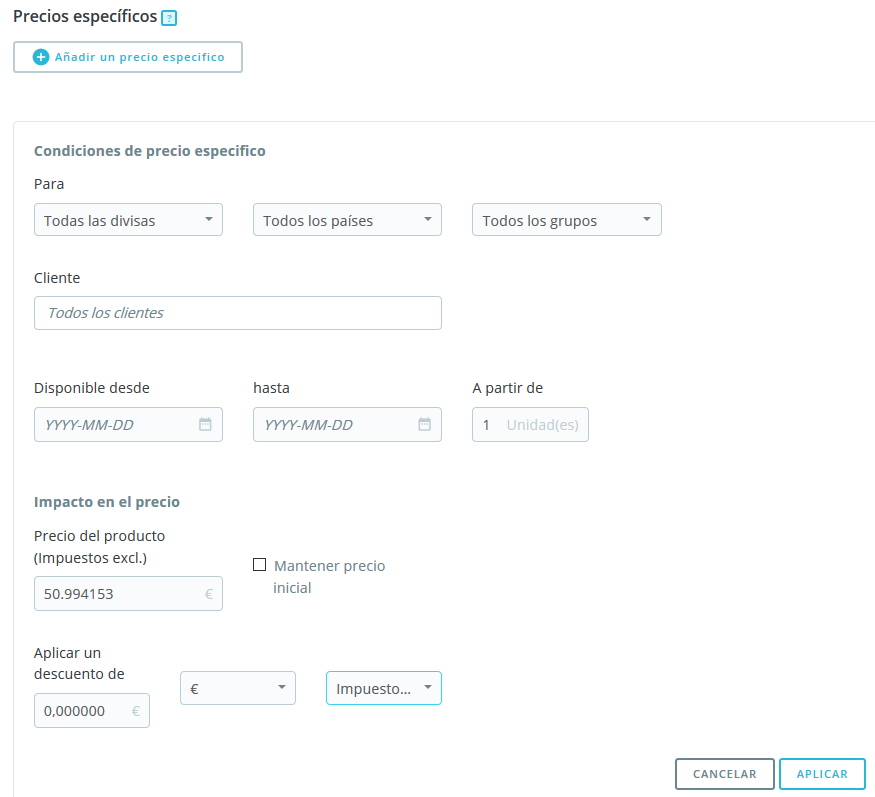 Precios específicos ?
Añadir un precio especifico
Condiciones de precio especifico
Para
Todas las divisas Todos los países Todos los grupos
Cliente
Todos los clientes
Disponible desde hasta A partir de
YYYY-MM-DD YYYY-MM-DD 1 Unidad(es)
Impacto en el precio
Precio del producto
(Impuestos excl.)
Mantener precio
inicial
50.994153 €
Aplicar un
descuento de
€ Impuesto...
0,000000 €
CANCELAR APLICAR